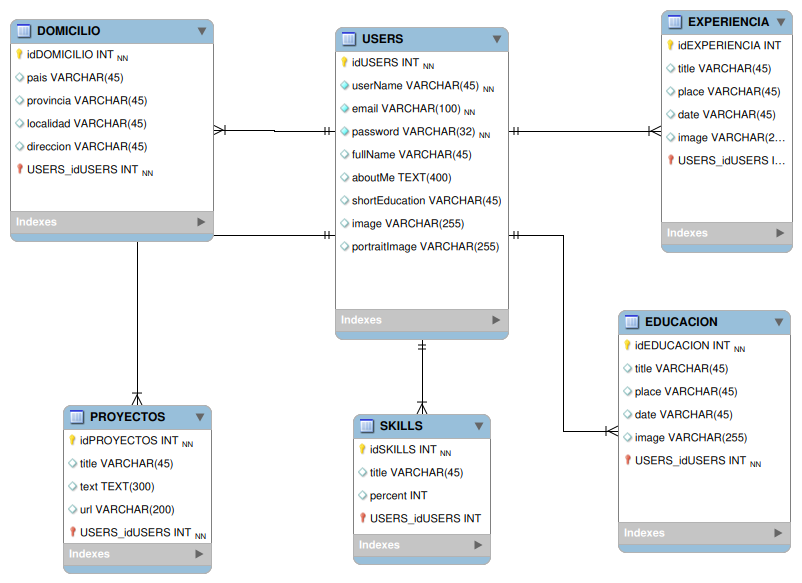 DOMICILIO
idDOMICILIO INT NN
pais VARCHAR(45)
provincia VARCHAR(45)
localidad VARCHAR(45)
direccion VARCHAR(45)
USERS_idUSERS INT NN
Indexes
USERS
idUSERS INT NN
userName VARCHAR(45) NN
email VARCHAR(100) NN
password VARCHAR(32) NN
fullName VARCHAR(45)
aboutMe TEXT(400)
shortEducation VARCHAR(45)
image VARCHAR(255)
portraitImage VARCHAR(255)
Indexes
EXPERIENCIA
idEXPERIENCIA INT
title VARCHAR(45)
place VARCHAR(45)
date VARCHAR(45)
image VARCHAR(2...
USERS_idUSERS I...
Indexes
PROYECTOS
idPROYECTOS INT NN
title VARCHAR(45)
text TEXT(300)
url VARCHAR(200)
USERS_idUSERS INT NN
Indexes
SKILLS
idSKILLS INT NN
title VARCHAR(45)
percent INT
USERS_idUSERS INT
Indexes
EDUCACION
idEDUCACION INT NN
title VARCHAR(45)
place VARCHAR(45)
date VARCHAR(45)
image VARCHAR(255)
USERS_idUSERS INT NN
Indexes